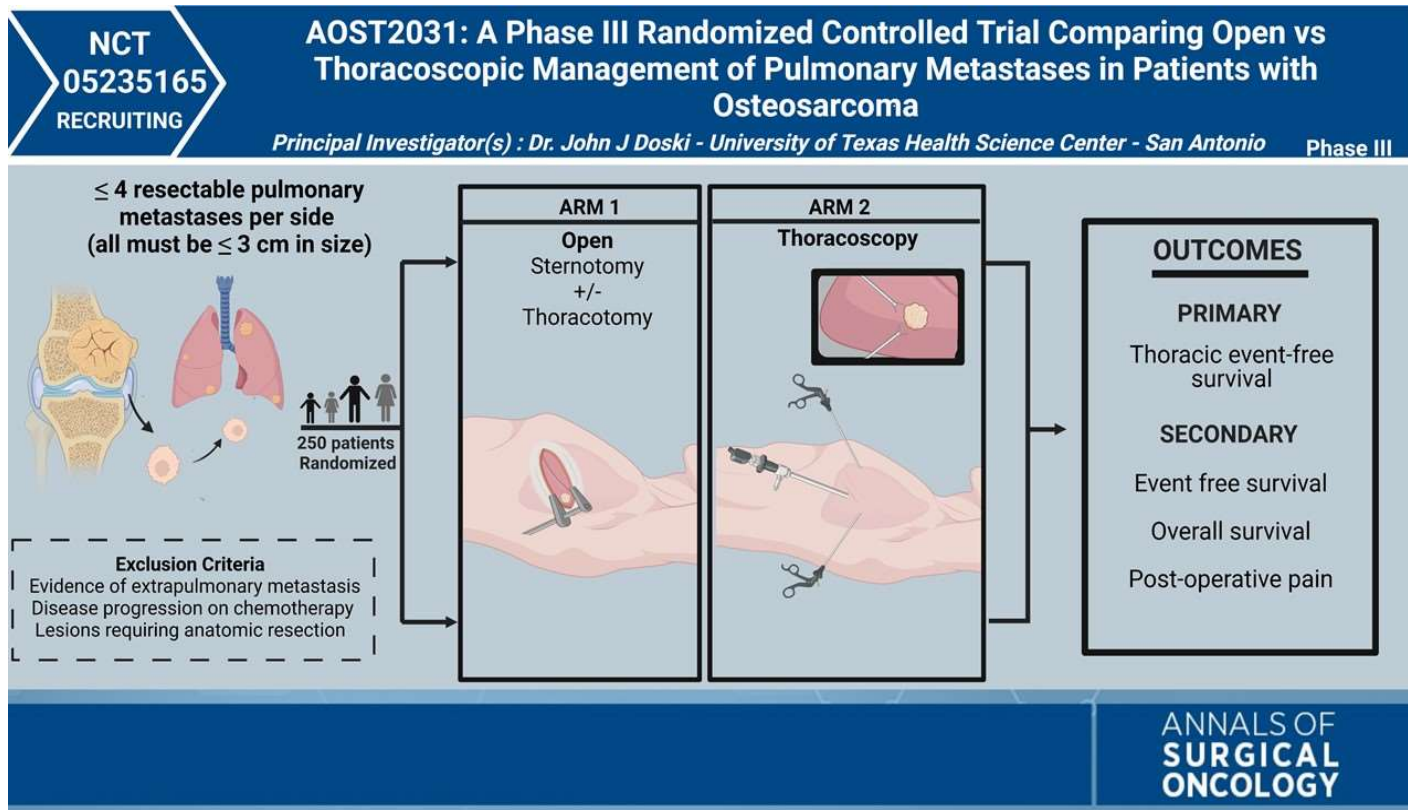 NCT
05235165
RECRUITING
AOST2031: A Phase III Randomized Controlled Trial Comparing Open vs
Thoracoscopic Management of Pulmonary Metastases in Patients with
Osteosarcoma
Principal Investigator(s) : Dr. John J Doski - University of Texas Health Science Center - San Antonio
Phase III
≤ 4 resectable pulmonary
metastases per side
(all must be ≤ 3 cm in size)
250 patients
Randomized
Exclusion Criteria
Evidence of extrapulmonary metastasis
Disease progression on chemotherapy
Lesions requiring anatomic resection
ARM 1
Open
Sternotomy
+/-
Thoracotomy
ARM 2
Thoracoscopy
OUTCOMES
PRIMARY
Thoracic event-free
survival
SECONDARY
Event free survival
Overall survival
Post-operative pain
ANNALS OF
SURGICAL
ONCOLOGY